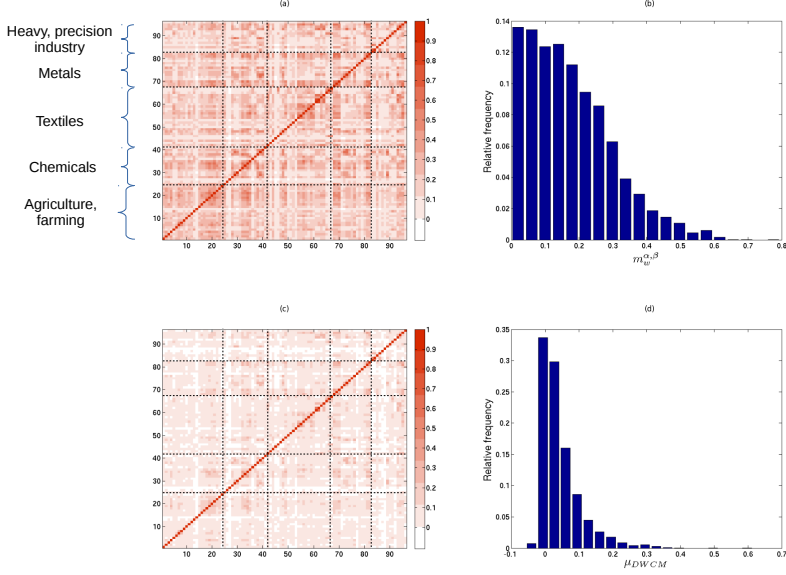 (a)
Heavy, precision
industry
Metals
Textiles
Chemicals
Agriculture,
farming
90
80
70
60
50
40
30
20
10
10 20 30 40 50 60 70 80 90
1
0.9
0.8
0.7
0.6
0.5
0.4
0.3
0.2
0.1
0
(b)
Relative frequency
0.14
0.12
0.1
0.08
0.06
0.04
0.02
0
0 0.1 0.2 0.3 0.4 0.5 0.6 0.7 0.8
m_w^{α,β}
(c)
90
80
70
60
50
40
30
20
10
10 20 30 40 50 60 70 80 90
1
0.9
0.8
0.7
0.6
0.5
0.4
0.3
0.2
0.1
0
(d)
Relative frequency
0.35
0.3
0.25
0.2
0.15
0.1
0.05
0
-0.1 0 0.1 0.2 0.3 0.4 0.5 0.6 0.7
μ_{DWCM}